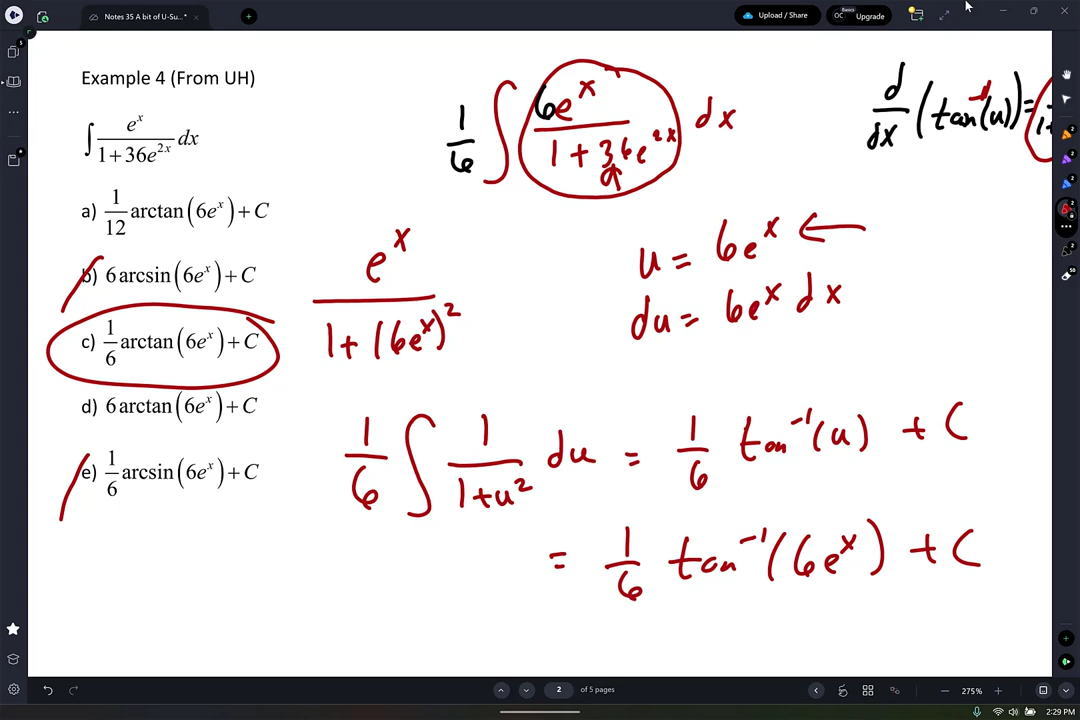 Notes 35 A bit of U-Su...*
Upload / Share
OC
Basics
Upgrade
Example 4 (From UH)
∫ e^x / (1 + 36e^{2x}) dx
a) 1/12 arctan(6e^x) + C
b) 6 arcsin(6e^x) + C
c) 1/6 arctan(6e^x) + C
d) 6 arctan(6e^x) + C
e) 1/6 arcsin(6e^x) + C
1/6 ∫ 6e^x / (1 + 36e^{2x}) dx
d/dx (tan^{-1}(u)) =
e^x / (1 + (6e^x)^2)
u = 6e^x ←
du = 6e^x dx
1/6 ∫ 1/(1+u^2) du = 1/6 tan^{-1}(u) + C
= 1/6 tan^{-1}(6e^x) + C
2 of 5 pages
275%
2:29 PM